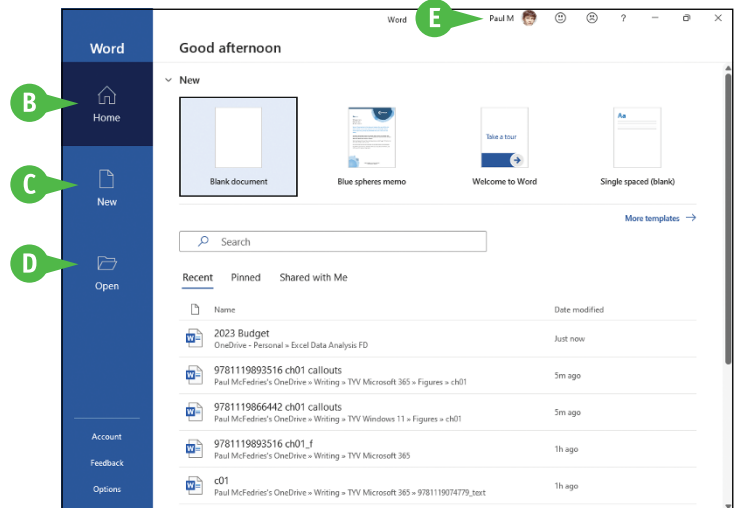 Word
E
Paul M
?
Word
Good afternoon
B
Home
New
Take a tour
Aa
Blank document
Blue spheres memo
Welcome to Word
Single spaced (blank)
C
New
More templates
Search
D
Open
Recent
Pinned
Shared with Me
Name
Date modified
2023 Budget
OneDrive - Personal » Excel Data Analysis FD
Just now
9781119893516 ch01 callouts
Paul McFedries's OneDrive » Writing » TYV Microsoft 365 » Figures » ch01
5m ago
9781119866442 ch01 callouts
Paul McFedries's OneDrive » Writing » TYV Windows 11 » Figures » ch01
5m ago
9781119893516 ch01_f
Paul McFedries's OneDrive » Writing » TYV Microsoft 365
1h ago
c01
Paul McFedries's OneDrive » Writing » TYV Microsoft 365 » 9781119074779_text
1h ago
Account
Feedback
Options